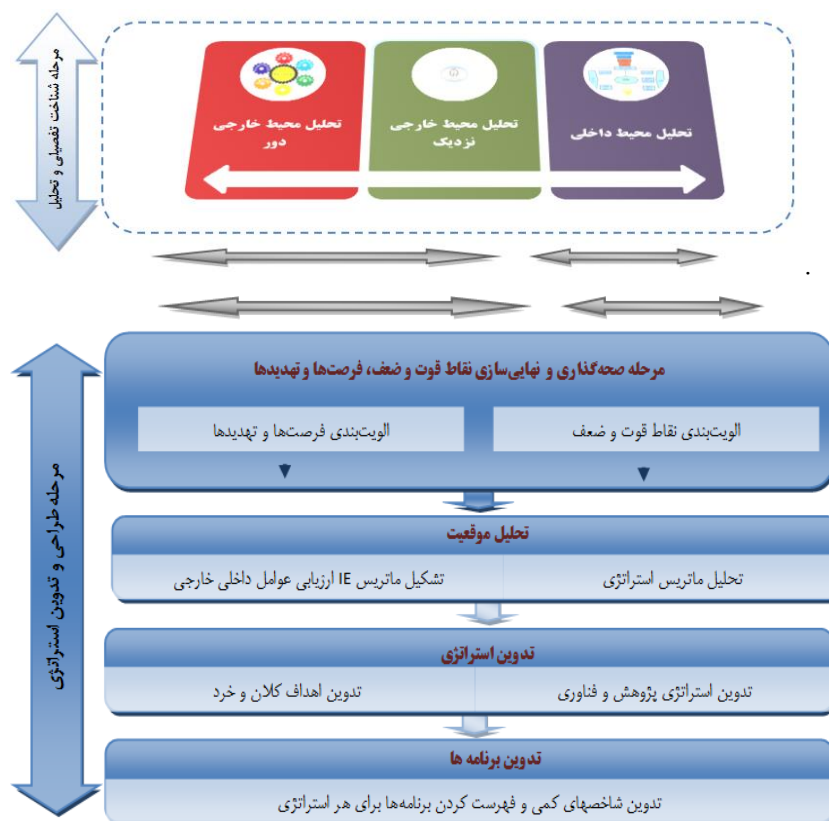 مرحله شناخت تفصیلی و تحلیل
تحلیل محیط داخلی
تحلیل محیط خارجی
نزدیک
تحلیل محیط خارجی
دور
.
مرحله طراحی و تدوین استراتژی
مرحله صحه‌گذاری و نهایی‌سازی نقاط قوت و ضعف، فرصت‌ها و تهدیدها
الویت‌بندی نقاط قوت و ضعف
الویت‌بندی فرصت‌ها و تهدیدها
تحلیل موقعیت
تحلیل ماتریس استراتژی
تشکیل ماتریس IE ارزیابی عوامل داخلی خارجی
تدوین استراتژی
تدوین استراتژی پژوهش و فناوری
تدوین اهداف کلان و خرد
تدوین برنامه ها
تدوین شاخصهای کمی و فهرست کردن برنامه‌ها برای هر استراتژی